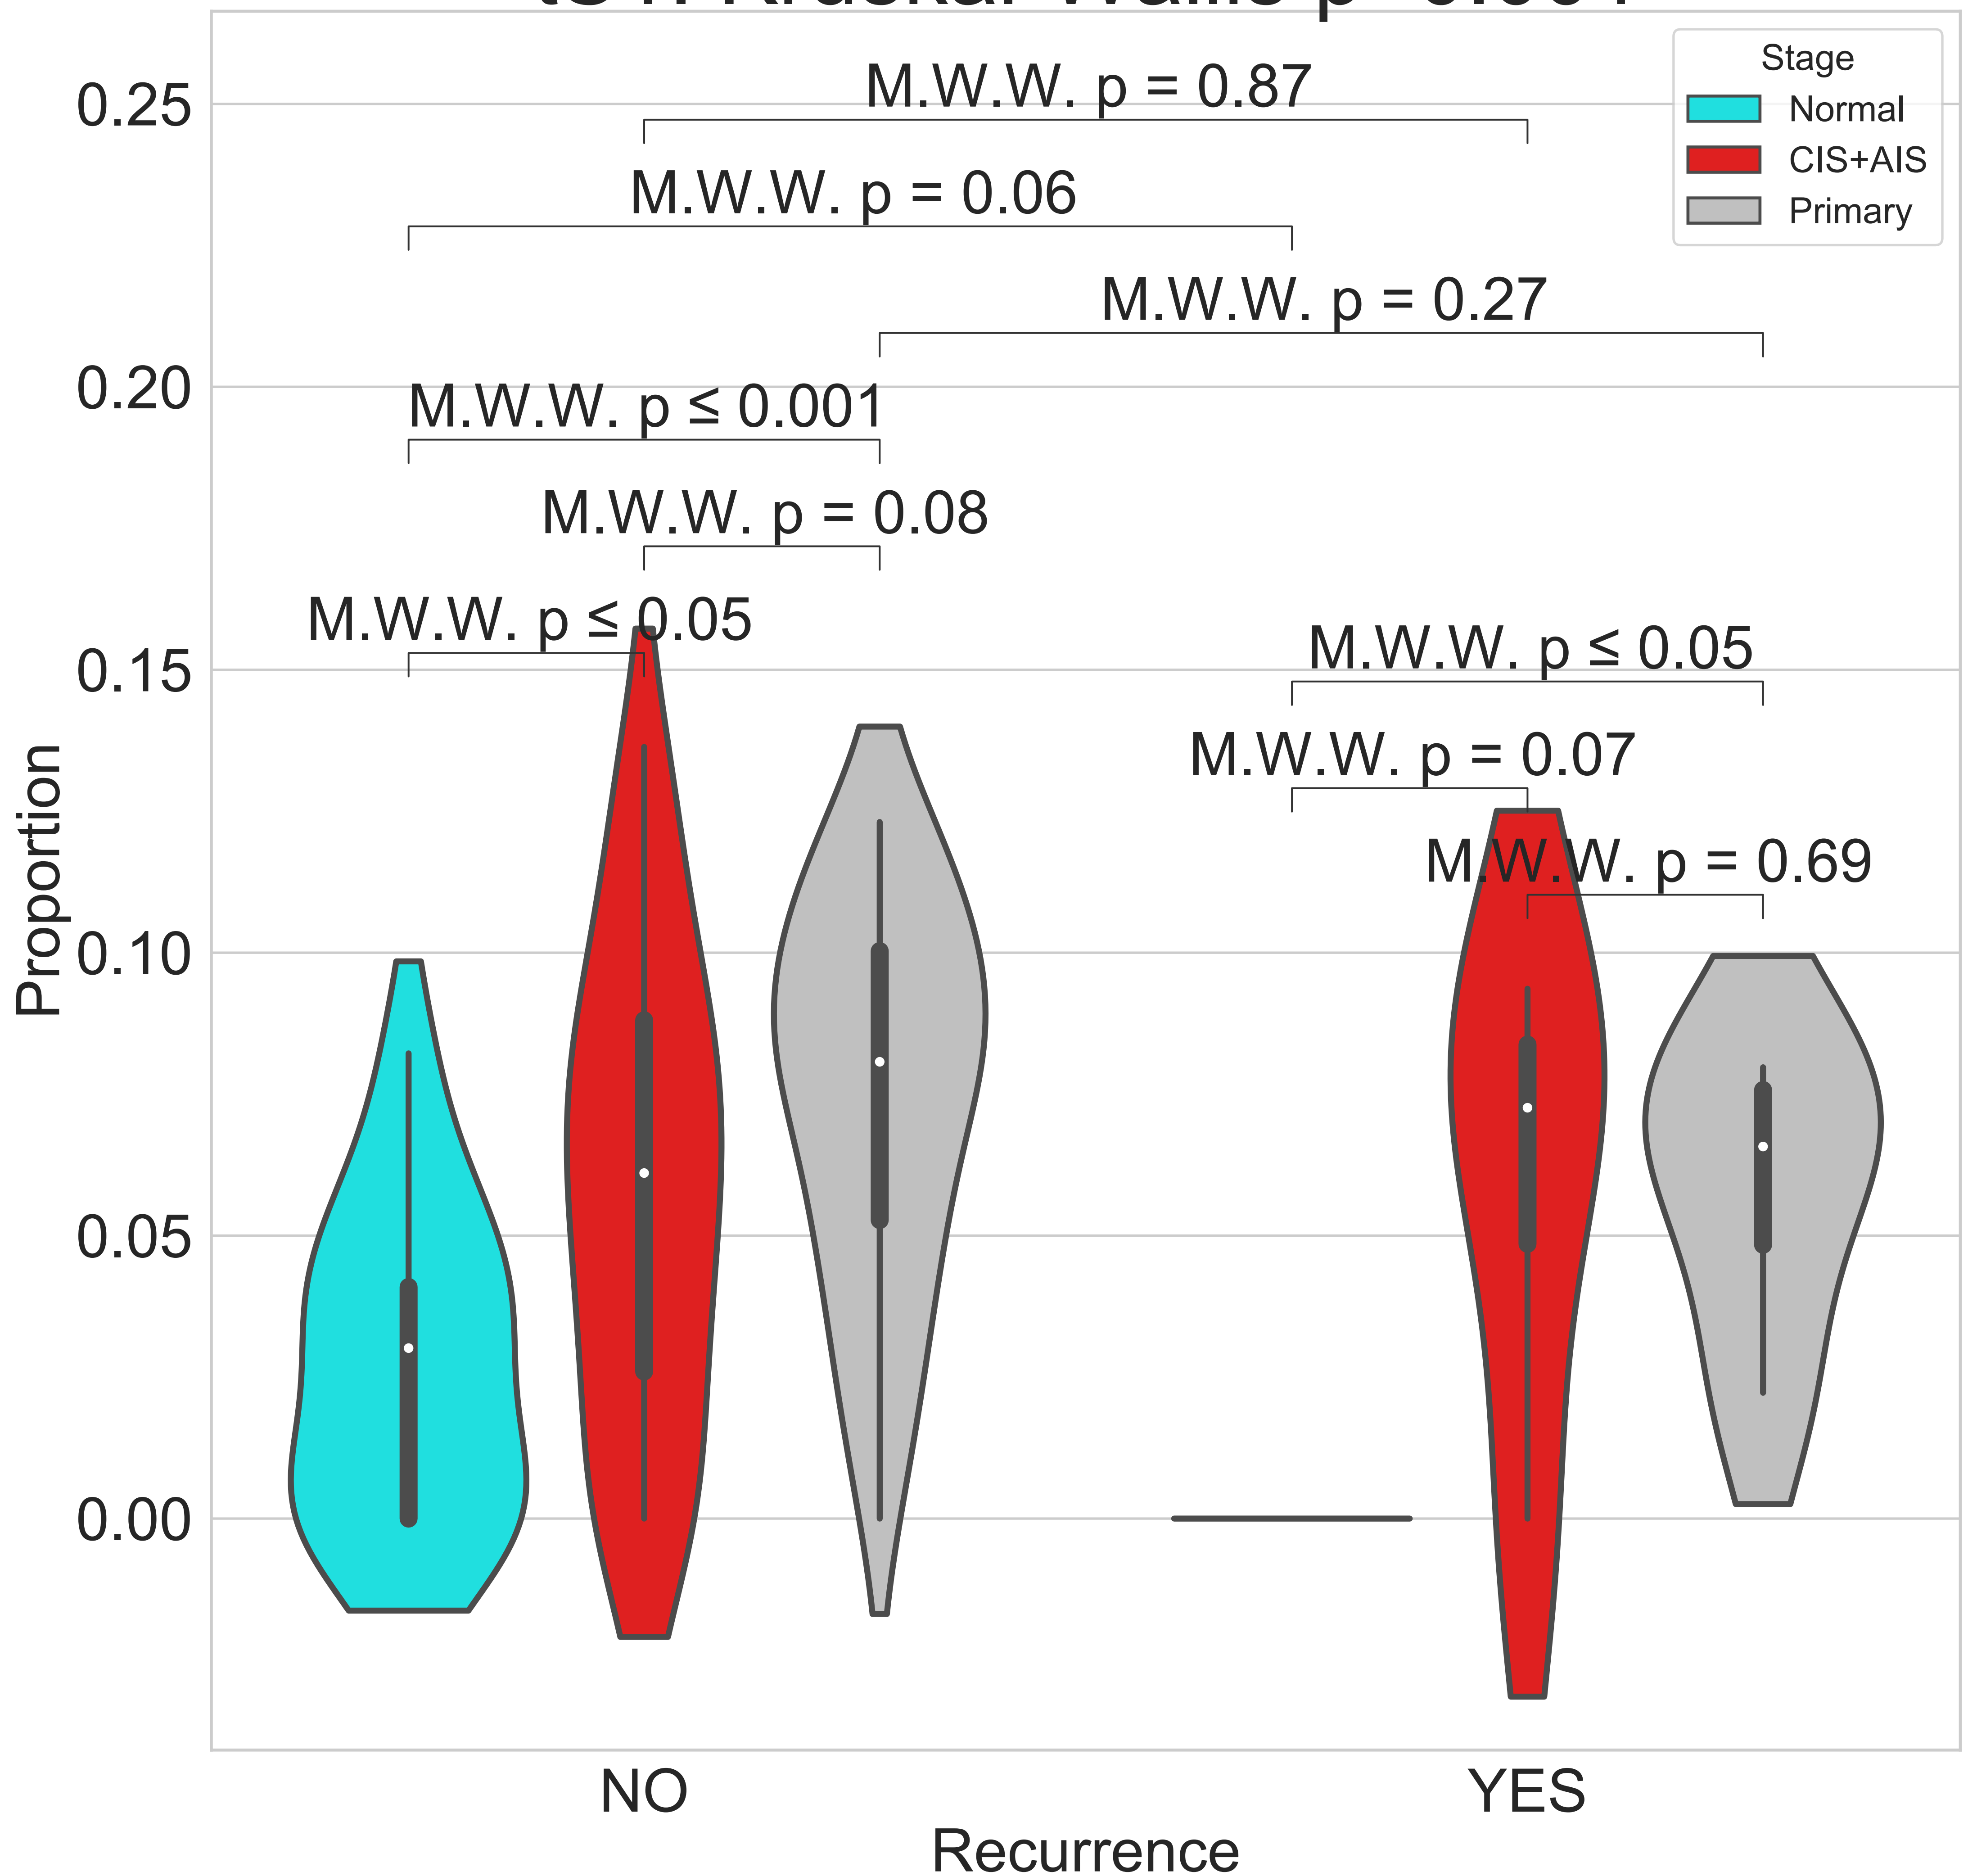 Stage
Normal
CIS+AIS
Primary
M.W.W. p = 0.87
M.W.W. p = 0.06
M.W.W. p = 0.27
M.W.W. p ≤ 0.001
M.W.W. p = 0.08
M.W.W. p ≤ 0.05
M.W.W. p ≤ 0.05
M.W.W. p = 0.07
M.W.W. p = 0.69
0.25
0.20
0.15
0.10
0.05
0.00
Proportion
NO
YES
Recurrence